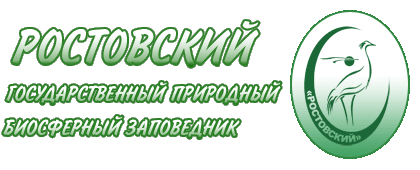 РОСТОВСКИЙ
ГОСУДАРСТВЕННЫЙ ПРИРОДНЫЙ
БИОСФЕРНЫЙ ЗАПОВЕДНИК
«РОСТОВСКИЙ»